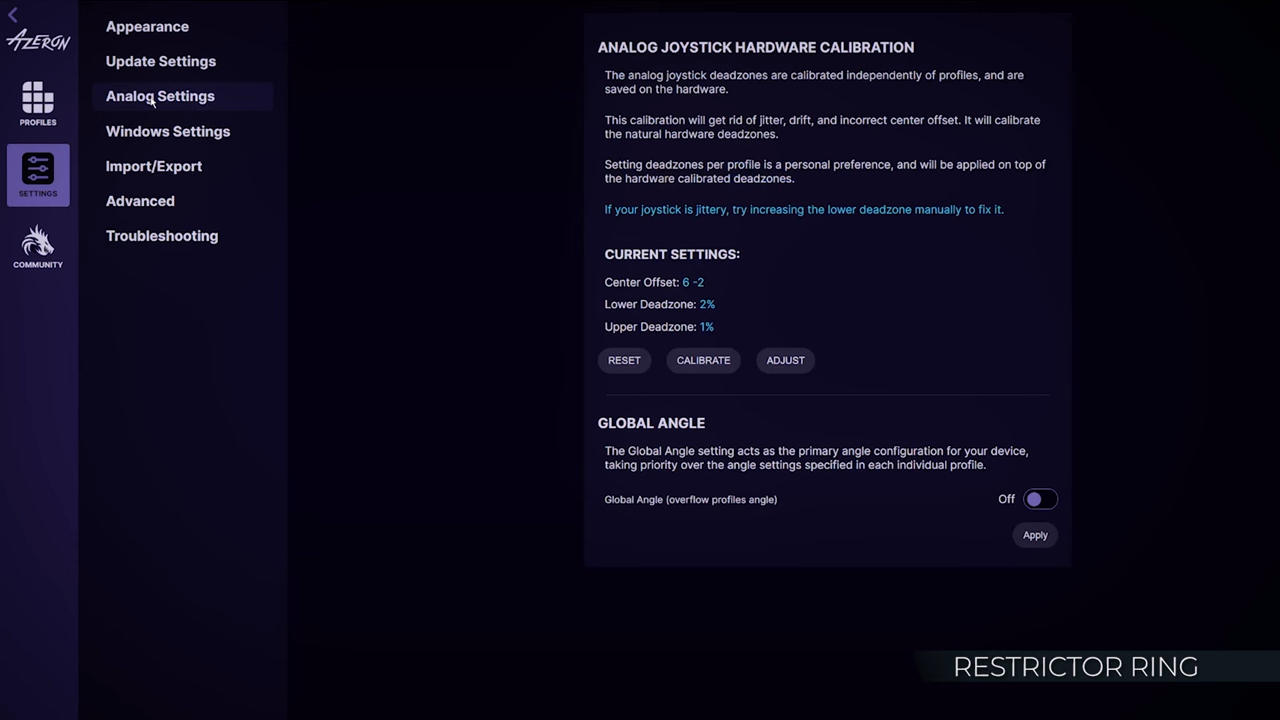 AZERON
PROFILES
SETTINGS
COMMUNITY
Appearance
Update Settings
Analog Settings
Windows Settings
Import/Export
Advanced
Troubleshooting
ANALOG JOYSTICK HARDWARE CALIBRATION
The analog joystick deadzones are calibrated independently of profiles, and are
saved on the hardware.
This calibration will get rid of jitter, drift, and incorrect center offset. It will calibrate
the natural hardware deadzones.
Setting deadzones per profile is a personal preference, and will be applied on top of
the hardware calibrated deadzones.
If your joystick is jittery, try increasing the lower deadzone manually to fix it.
CURRENT SETTINGS:
Center Offset: 6 -2
Lower Deadzone: 2%
Upper Deadzone: 1%
RESET CALIBRATE ADJUST
GLOBAL ANGLE
The Global Angle setting acts as the primary angle configuration for your device,
taking priority over the angle settings specified in each individual profile.
Global Angle (overflow profiles angle) Off
Apply
RESTRICTOR RING